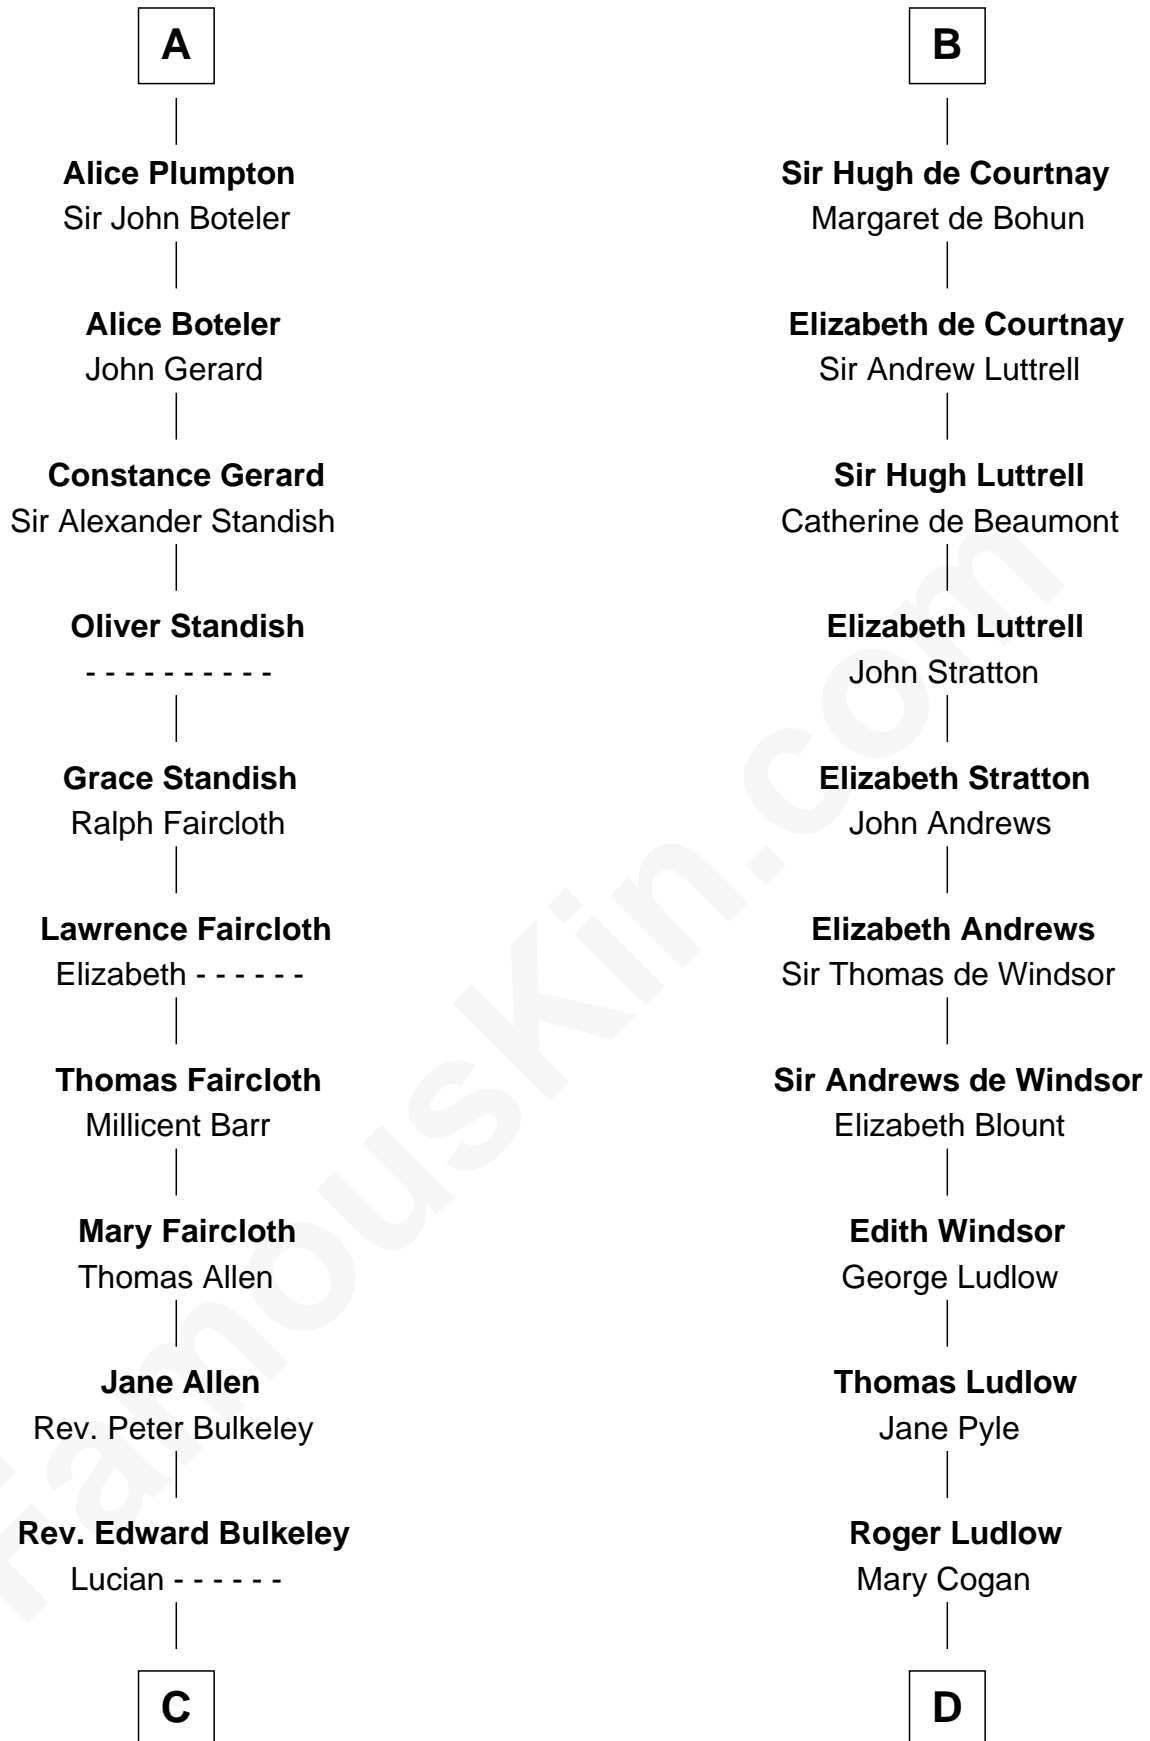 A
Alice Plumpton
Sir John Boteler
Alice Boteler
John Gerard
Constance Gerard
Sir Alexander Standish
Oliver Standish
- - - - - - - - - -
Grace Standish
Ralph Faircloth
Lawrence Faircloth
Elizabeth - - - - - -
Thomas Faircloth
Millicent Barr
Mary Faircloth
Thomas Allen
Jane Allen
Rev. Peter Bulkeley
Rev. Edward Bulkeley
Lucian - - - - - -
C
B
Sir Hugh de Courtnay
Margaret de Bohun
Elizabeth de Courtnay
Sir Andrew Luttrell
Sir Hugh Luttrell
Catherine de Beaumont
Elizabeth Luttrell
John Stratton
Elizabeth Stratton
John Andrews
Elizabeth Andrews
Sir Thomas de Windsor
Sir Andrews de Windsor
Elizabeth Blount
Edith Windsor
George Ludlow
Thomas Ludlow
Jane Pyle
Roger Ludlow
Mary Cogan
D
FamousKin.com